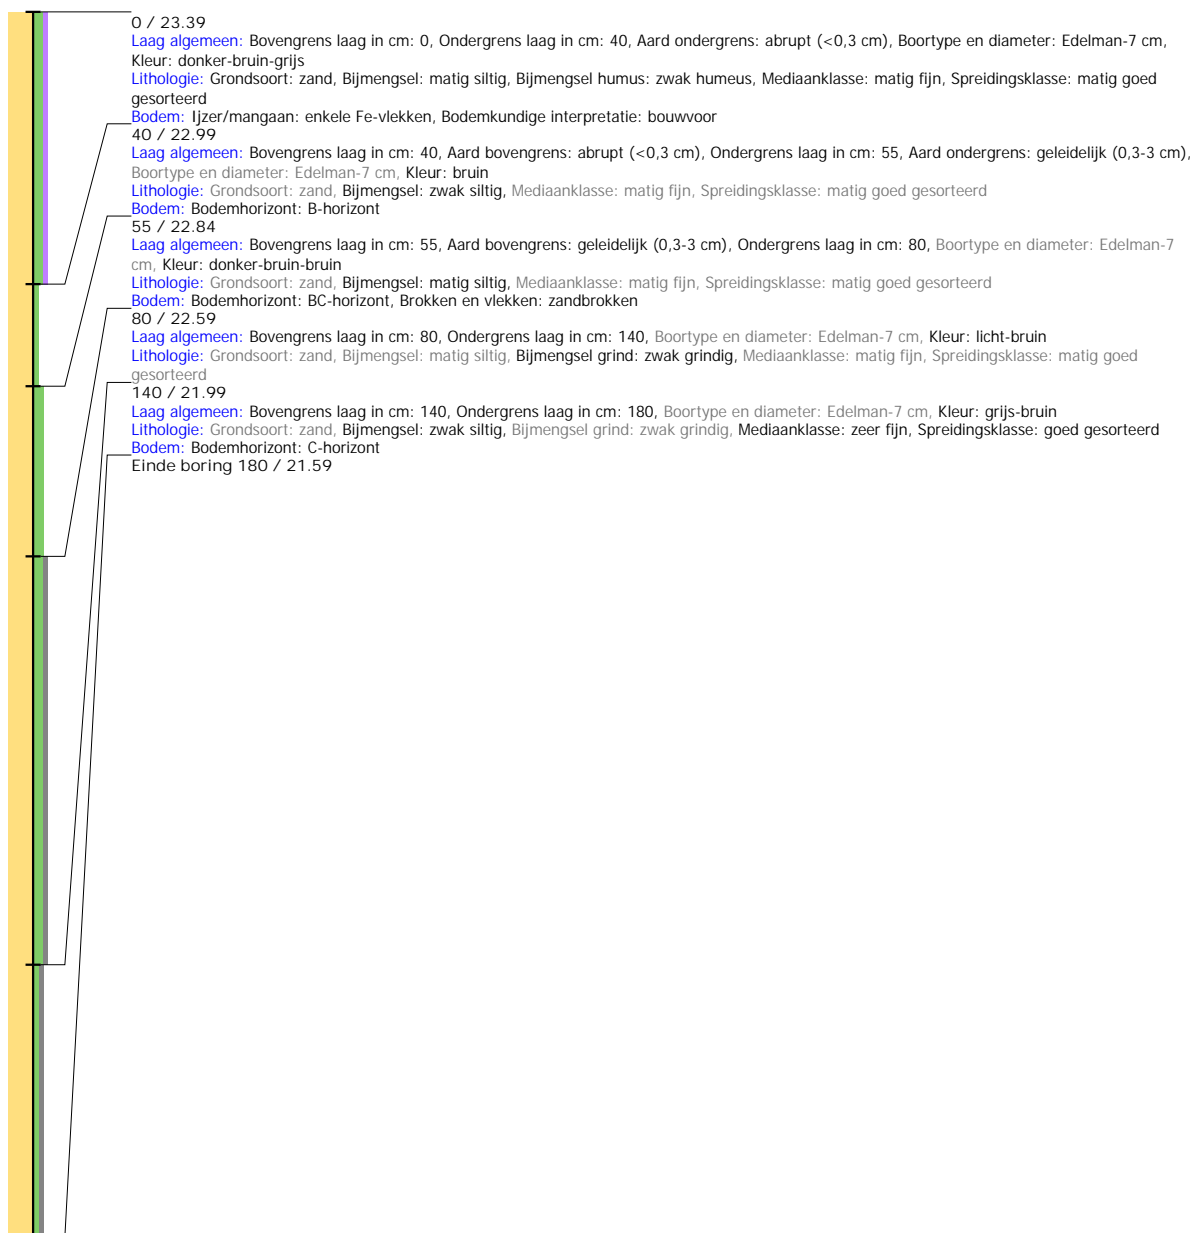 0 / 23.39
Laag algemeen: Bovengrens laag in cm: 0, Ondergrens laag in cm: 40, Aard ondergrens: abrupt (<0,3 cm), Boortype en diameter: Edelman-7 cm,
Kleur: donker-bruin-grijs
Lithologie: Grondsoort: zand, Bijmengsel: matig siltig, Bijmengsel humus: zwak humeus, Mediaanklasse: matig fijn, Spreidingsklasse: matig goed
gesorteerd
Bodem: Ijzer/mangaan: enkele Fe-vlekken, Bodemkundige interpretatie: bouwvoor
40 / 22.99
Laag algemeen: Bovengrens laag in cm: 40, Aard bovengrens: abrupt (<0,3 cm), Ondergrens laag in cm: 55, Aard ondergrens: geleidelijk (0,3-3 cm),
Boortype en diameter: Edelman-7 cm, Kleur: bruin
Lithologie: Grondsoort: zand, Bijmengsel: zwak siltig, Mediaanklasse: matig fijn, Spreidingsklasse: matig goed gesorteerd
Bodem: Bodemhorizont: B-horizont
55 / 22.84
Laag algemeen: Bovengrens laag in cm: 55, Aard bovengrens: geleidelijk (0,3-3 cm), Ondergrens laag in cm: 80, Boortype en diameter: Edelman-7
cm, Kleur: donker-bruin-bruin
Lithologie: Grondsoort: zand, Bijmengsel: matig siltig, Mediaanklasse: matig fijn, Spreidingsklasse: matig goed gesorteerd
Bodem: Bodemhorizont: BC-horizont, Brokken en vlekken: zandbrokken
80 / 22.59
Laag algemeen: Bovengrens laag in cm: 80, Ondergrens laag in cm: 140, Boortype en diameter: Edelman-7 cm, Kleur: licht-bruin
Lithologie: Grondsoort: zand, Bijmengsel: matig siltig, Bijmengsel grind: zwak grindig, Mediaanklasse: matig fijn, Spreidingsklasse: matig goed
gesorteerd
140 / 21.99
Laag algemeen: Bovengrens laag in cm: 140, Ondergrens laag in cm: 180, Boortype en diameter: Edelman-7 cm, Kleur: grijs-bruin
Lithologie: Grondsoort: zand, Bijmengsel: zwak siltig, Bijmengsel grind: zwak grindig, Mediaanklasse: zeer fijn, Spreidingsklasse: goed gesorteerd
Bodem: Bodemhorizont: C-horizont
Einde boring 180 / 21.59